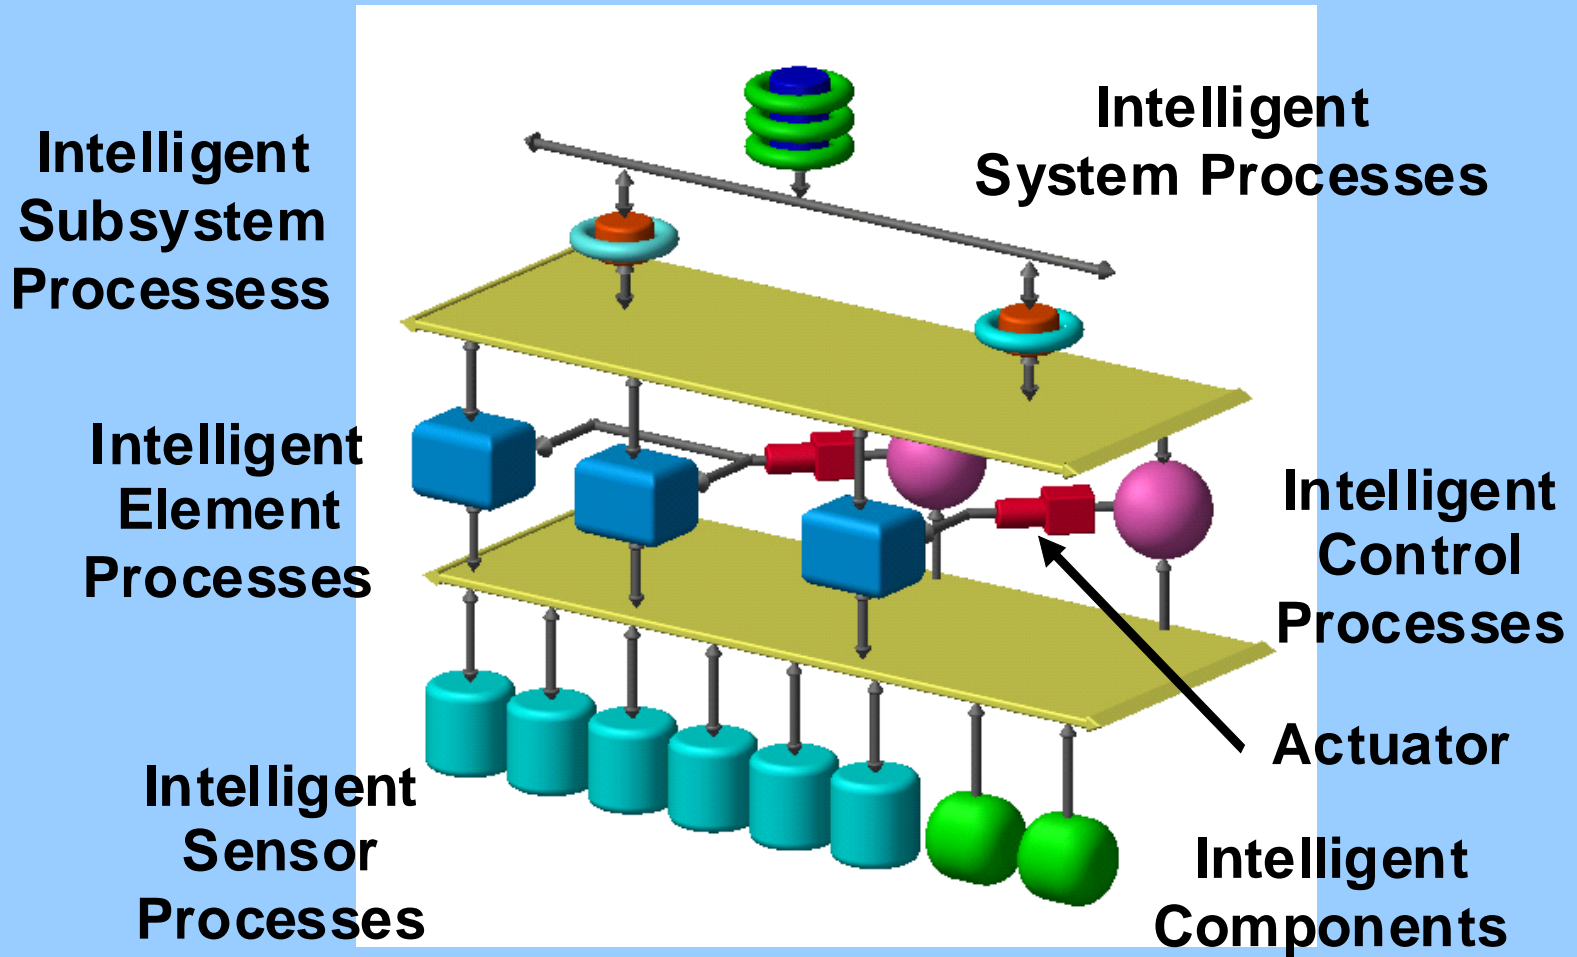 Intelligent
System Processes
Intelligent
Subsystem
Processess
Intelligent
Element
Processes
Intelligent
Control
Processes
Actuator
Intelligent
Sensor
Processes
Intelligent
Components